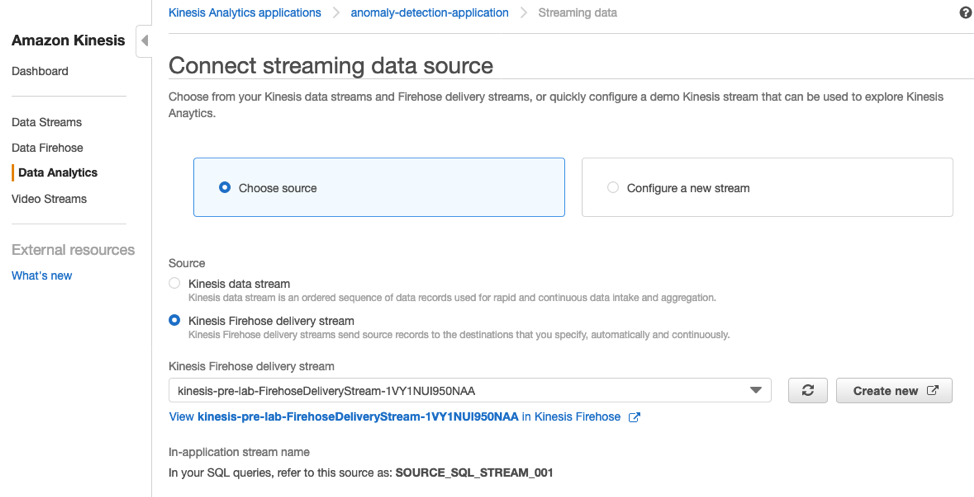 Kinesis Analytics applications > anomaly-detection-application > Streaming data
Amazon Kinesis
Dashboard
Data Streams
Data Firehose
Data Analytics
Video Streams
External resources
What's new
Connect streaming data source
Choose from your Kinesis data streams and Firehose delivery streams, or quickly configure a demo Kinesis stream that can be used to explore Kinesis
Anaytics.
Choose source
Configure a new stream
Source
Kinesis data stream
Kinesis data stream is an ordered sequence of data records used for rapid and continuous data intake and aggregation.
Kinesis Firehose delivery stream
Kinesis Firehose delivery streams send source records to the destinations that you specify, automatically and continuously.
Kinesis Firehose delivery stream
kinesis-pre-lab-FirehoseDeliveryStream-1VY1NUI950NAA
Create new
View kinesis-pre-lab-FirehoseDeliveryStream-1VY1NUI950NAA in Kinesis Firehose
In-application stream name
In your SQL queries, refer to this source as: SOURCE_SQL_STREAM_001